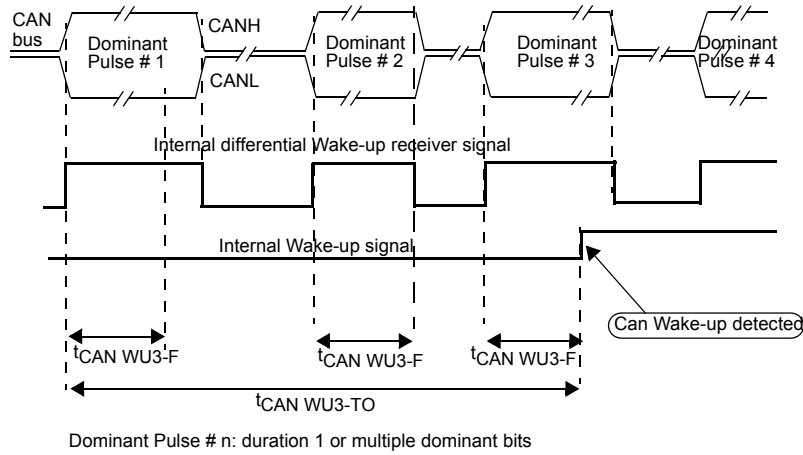 CAN
bus
CANH
CANL
Dominant
Pulse # 1
Dominant
Pulse # 2
Dominant
Pulse # 3
Dominant
Pulse # 4
Internal differential Wake-up receiver signal
Internal Wake-up signal
Can Wake-up detected
tCAN WU3-F
tCAN WU3-F
tCAN WU3-F
tCAN WU3-TO
Dominant Pulse # n: duration 1 or multiple dominant bits